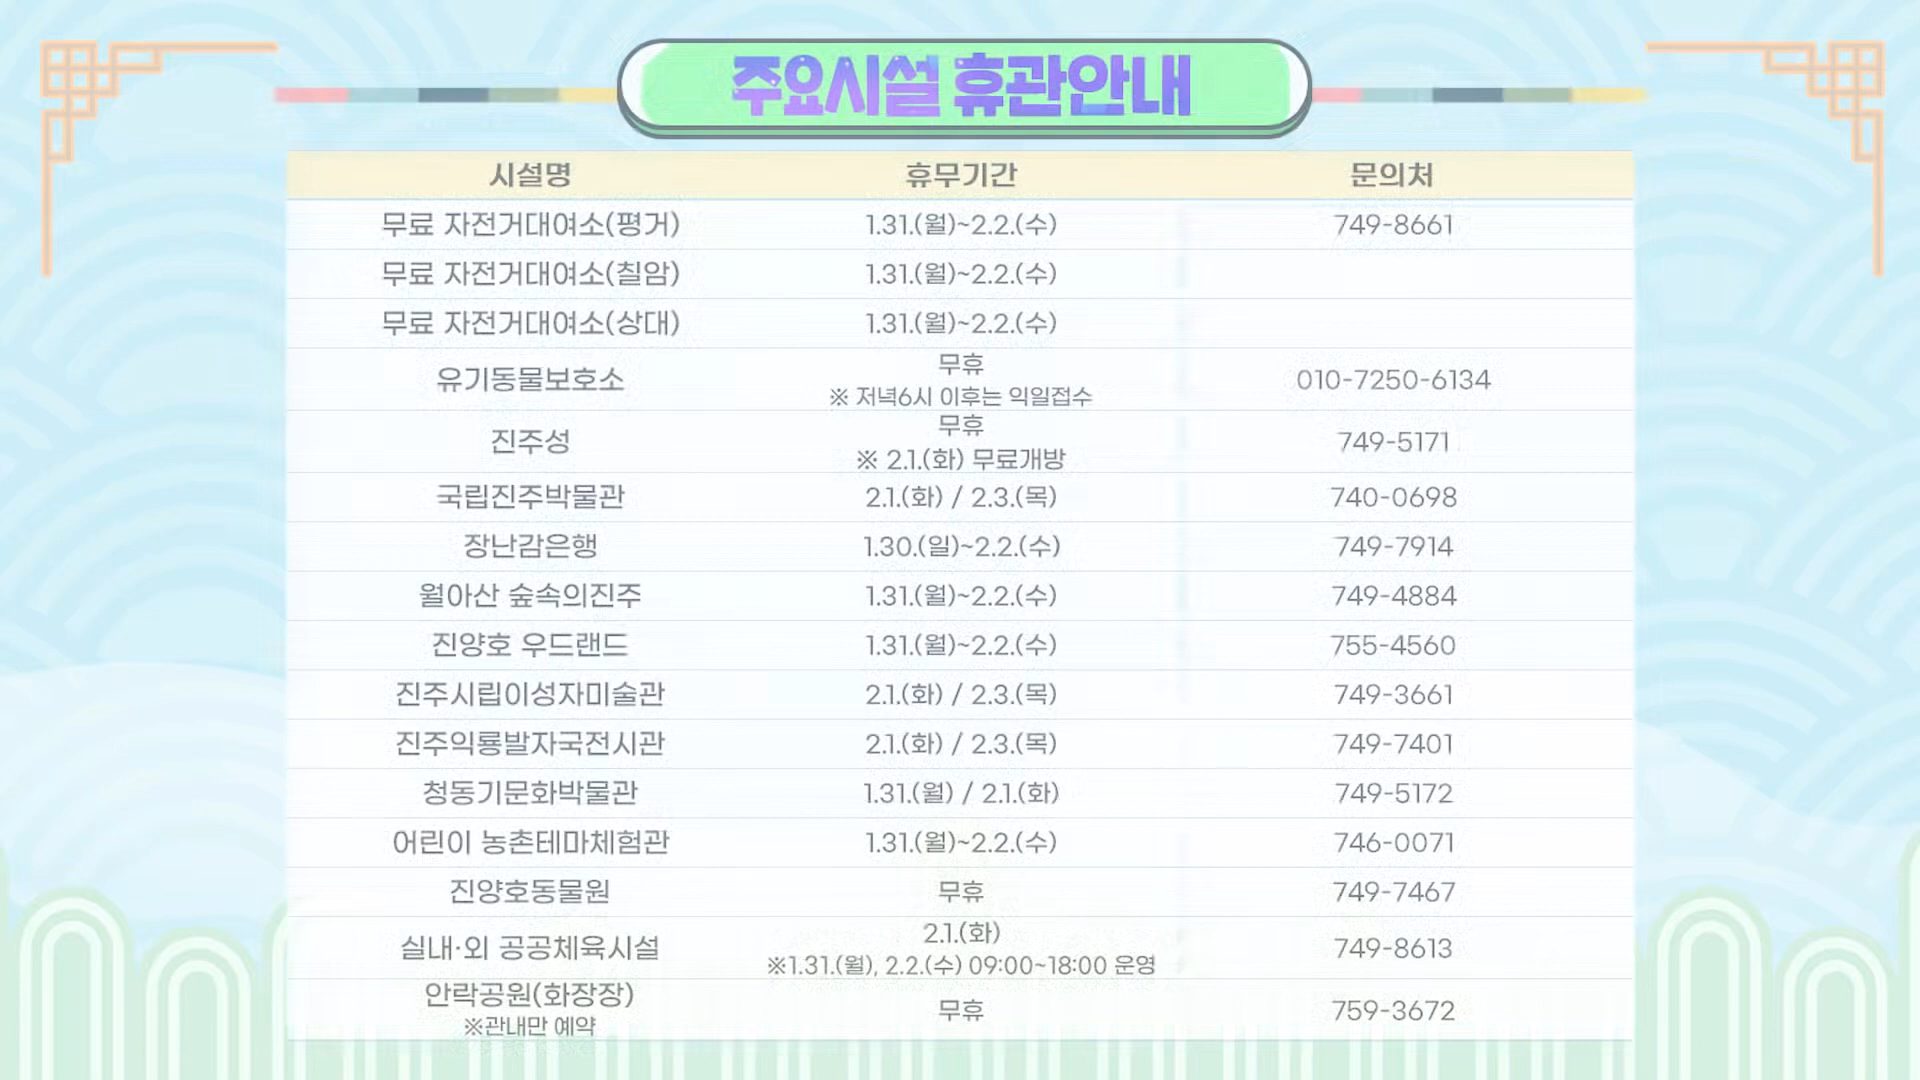 주요시설 휴관안내
시설명 휴무기간 문의처
무료 자전거대여소(평거) 1.31.(월)~2.2.(수) 749-8661
무료 자전거대여소(칠암) 1.31.(월)~2.2.(수)
무료 자전거대여소(상대) 1.31.(월)~2.2.(수)
유기동물보호소 무휴 010-7250-6134
※ 저녁6시 이후는 익일접수
진주성 무휴 749-5171
※ 2.1.(화) 무료개방
국립진주박물관 2.1.(화) / 2.3.(목) 740-0698
장난감은행 1.30.(일)~2.2.(수) 749-7914
월아산 숲속의진주 1.31.(월)~2.2.(수) 749-4884
진양호 우드랜드 1.31.(월)~2.2.(수) 755-4560
진주시립이성자미술관 2.1.(화) / 2.3.(목) 749-3661
진주익룡발자국전시관 2.1.(화) / 2.3.(목) 749-7401
청동기문화박물관 1.31.(월) / 2.1.(화) 749-5172
어린이 농촌테마체험관 1.31.(월)~2.2.(수) 746-0071
진양호동물원 무휴 749-7467
실내·외 공공체육시설 2.1.(화) 749-8613
※1.31.(월), 2.2.(수) 09:00~18:00 운영
안락공원(화장장) 무휴 759-3672
※관내만 예약